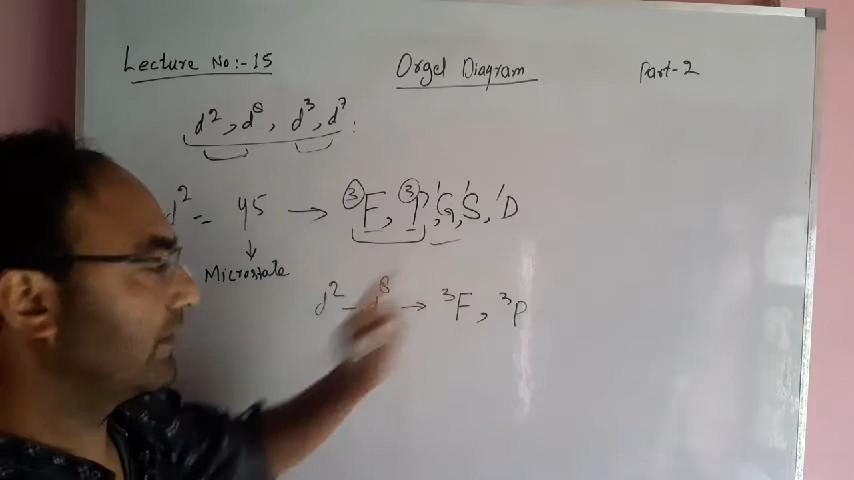 Lecture No:- 15 Orgel Diagram Part-2
d², d⁸, d³, d⁷ :
d² = 45 → ³F, ³P, ¹G, ¹S, ¹D
↓
Microstate
d² – d⁸ → ³F, ³P